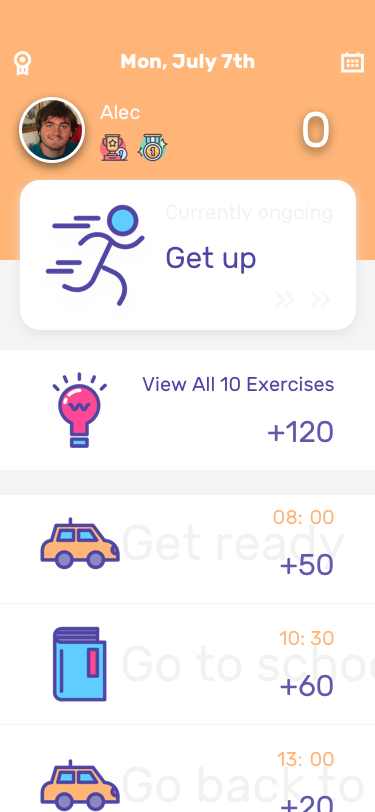 Mon, July 7th
Alec
0
Currently ongoing
Get up
View All 10 Exercises
+120
08: 00
Get ready
+50
10: 30
Go to schoo
+60
13: 00
Go back to
+20